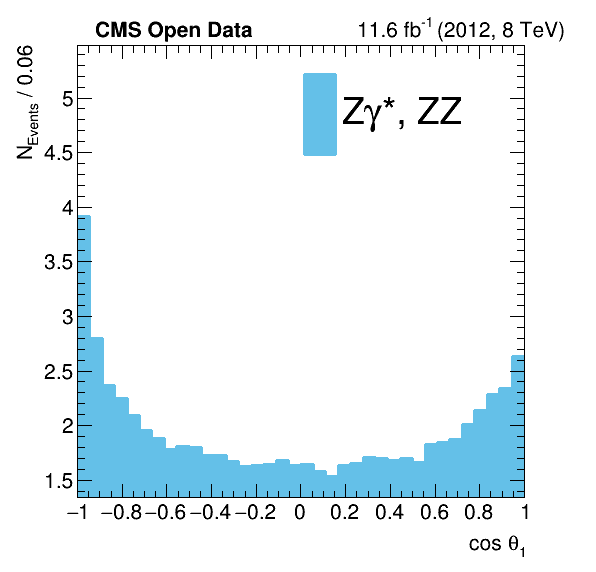 CMS Open Data 11.6 fb⁻¹ (2012, 8 TeV)
N_Events / 0.06
Zγ*, ZZ
5
4.5
4
3.5
3
2.5
2
1.5
−1 −0.8 −0.6 −0.4 −0.2 0 0.2 0.4 0.6 0.8 1
cos θ₁